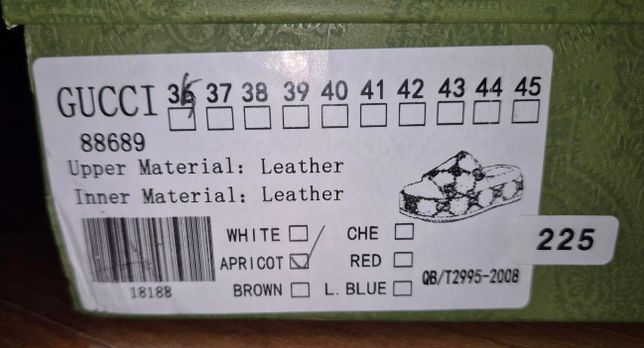 GUCCI 36 37 38 39 40 41 42 43 44 45
88689
Upper Material: Leather
Inner Material: Leather
WHITE CHE
APRICOT RED
BROWN L. BLUE
18188
QB/T2995-2008
225